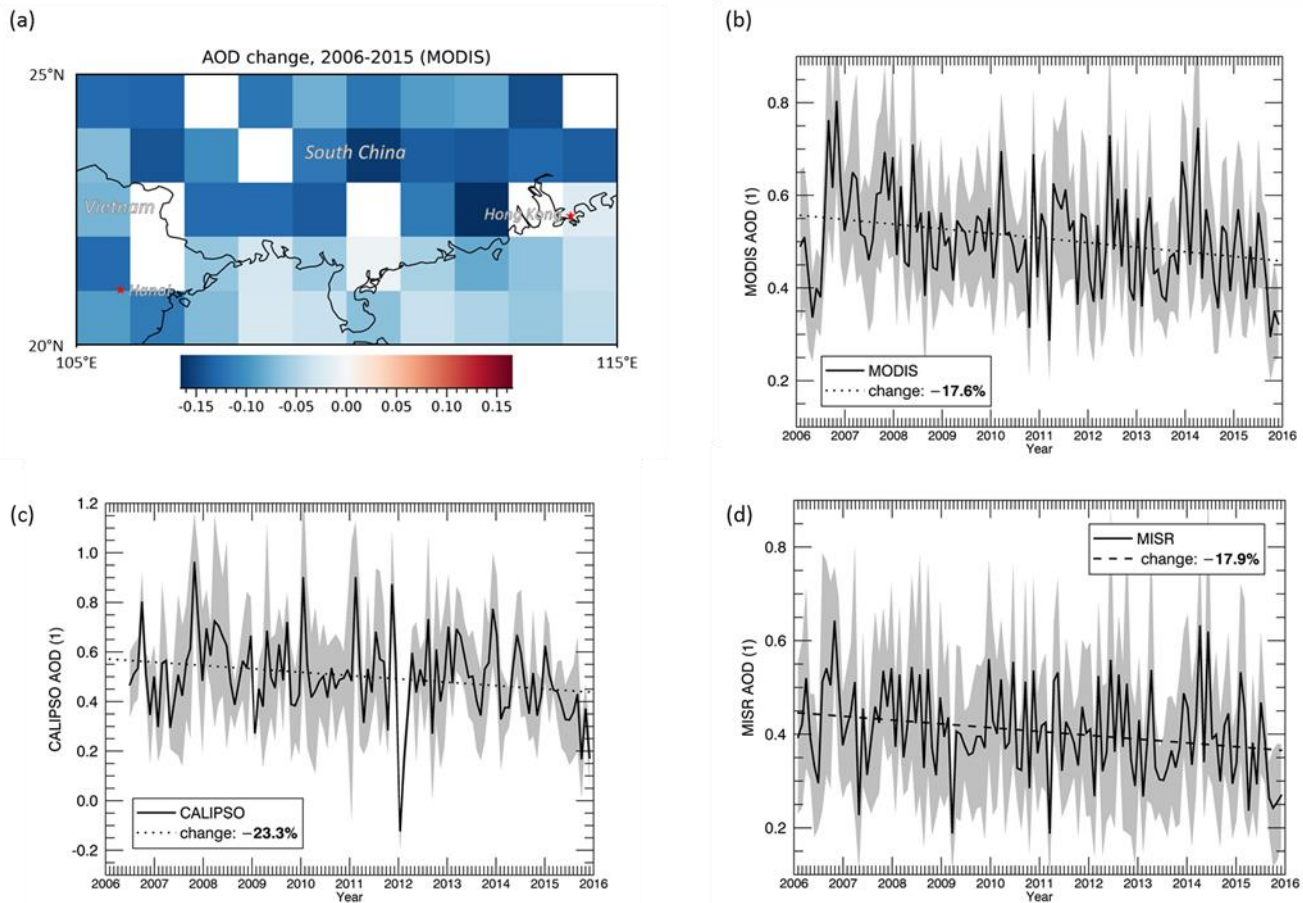 (a)
AOD change, 2006-2015 (MODIS)
25°N
South China
Vietnam
Hong Kong
Hanoi
20°N
105°E
115°E
-0.15 -0.10 -0.05 0.00 0.05 0.10 0.15
(b)
MODIS AOD (1)
0.8
0.6
0.4
0.2
MODIS
change: −17.6%
2006 2007 2008 2009 2010 2011 2012 2013 2014 2015 2016
Year
(c)
CALIPSO AOD (1)
1.2
1.0
0.8
0.6
0.4
0.2
0.0
-0.2
CALIPSO
change: −23.3%
2006 2007 2008 2009 2010 2011 2012 2013 2014 2015 2016
Year
(d)
MISR AOD (1)
0.8
0.6
0.4
0.2
MISR
change: −17.9%
2006 2007 2008 2009 2010 2011 2012 2013 2014 2015 2016
Year